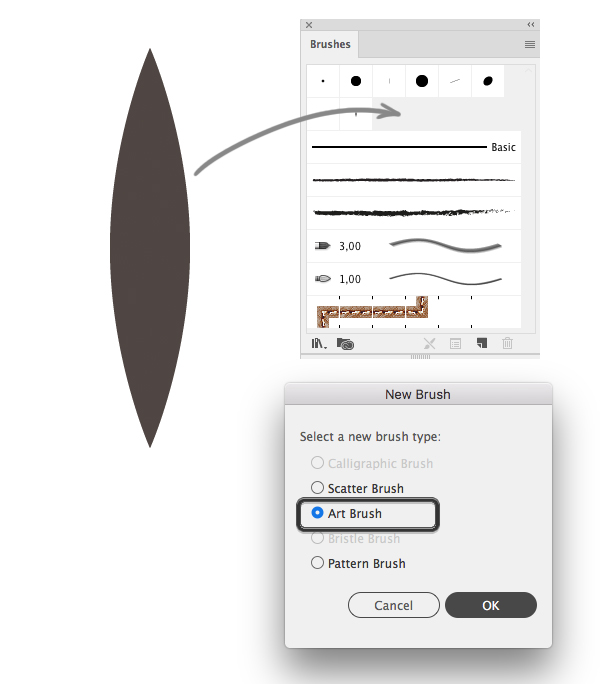 Brushes
Basic
3,00
1,00
New Brush
Select a new brush type:
Calligraphic Brush
Scatter Brush
Art Brush
Bristle Brush
Pattern Brush
Cancel
OK